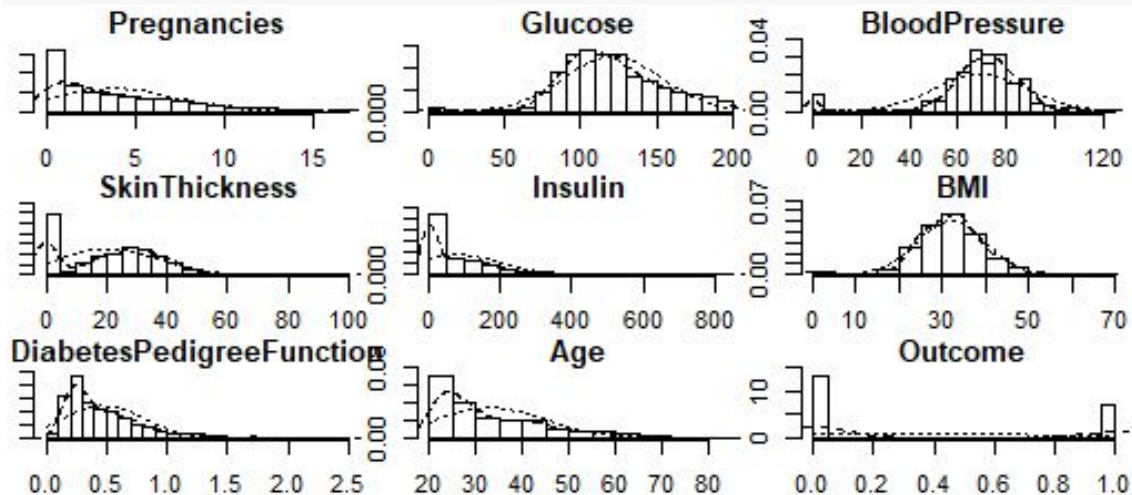 Pregnancies Glucose BloodPressure
0.000 0.00 0.04
0 5 10 15 0 50 100 150 200 0 20 40 60 80 120
SkinThickness Insulin BMI
0.000 0.00 0.07
0 20 40 60 80 100 0 200 400 600 800 0 10 30 50 70
DiabetesPedigreeFunction Age Outcome
0.00 0 10
0.0 0.5 1.0 1.5 2.0 2.5 20 30 40 50 60 70 80 0.0 0.2 0.4 0.6 0.8 1.0